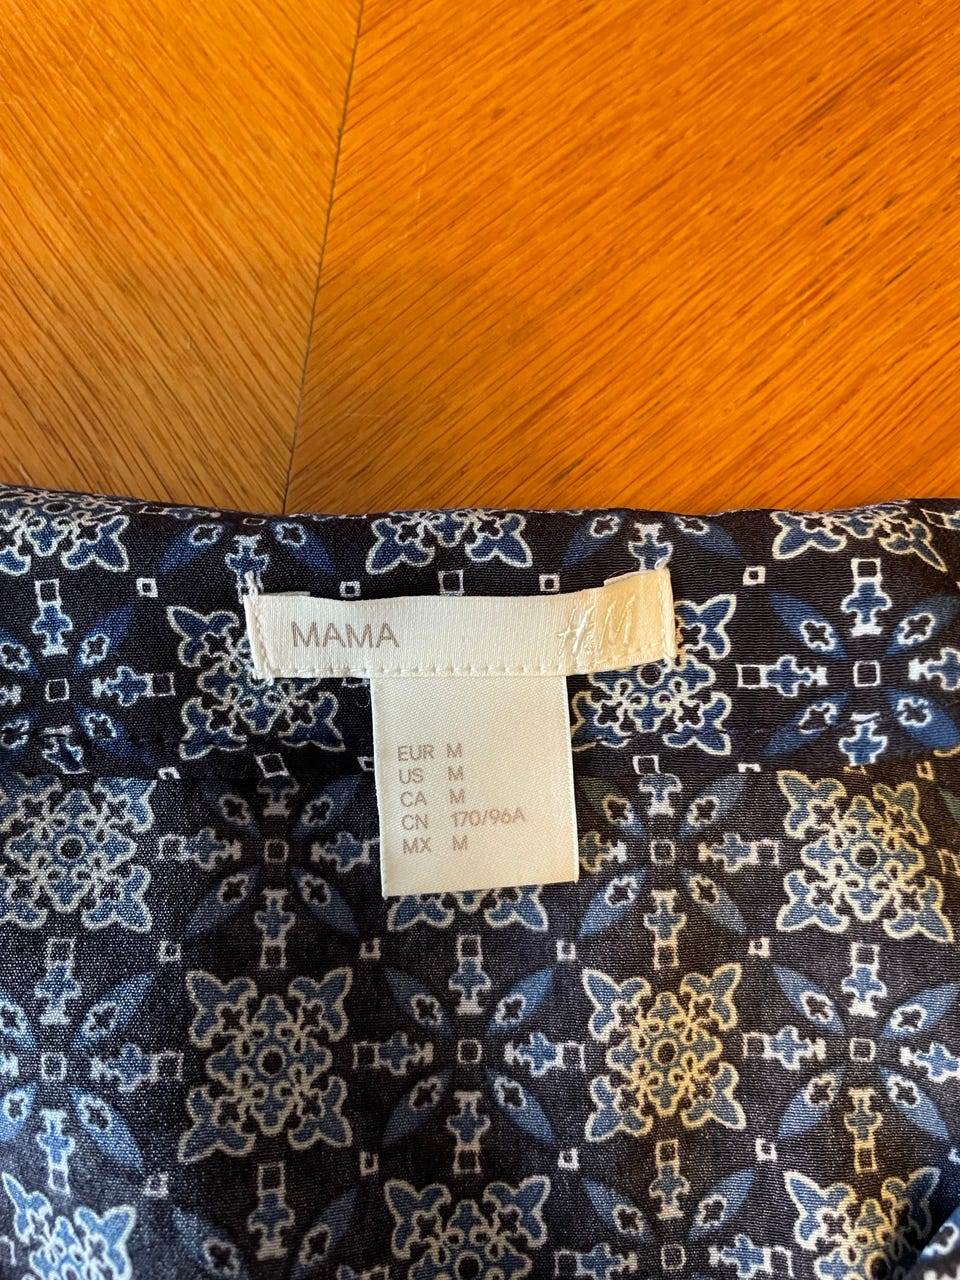 MAMA H&M
EUR M
US M
CA M
CN 170/96A
MX M